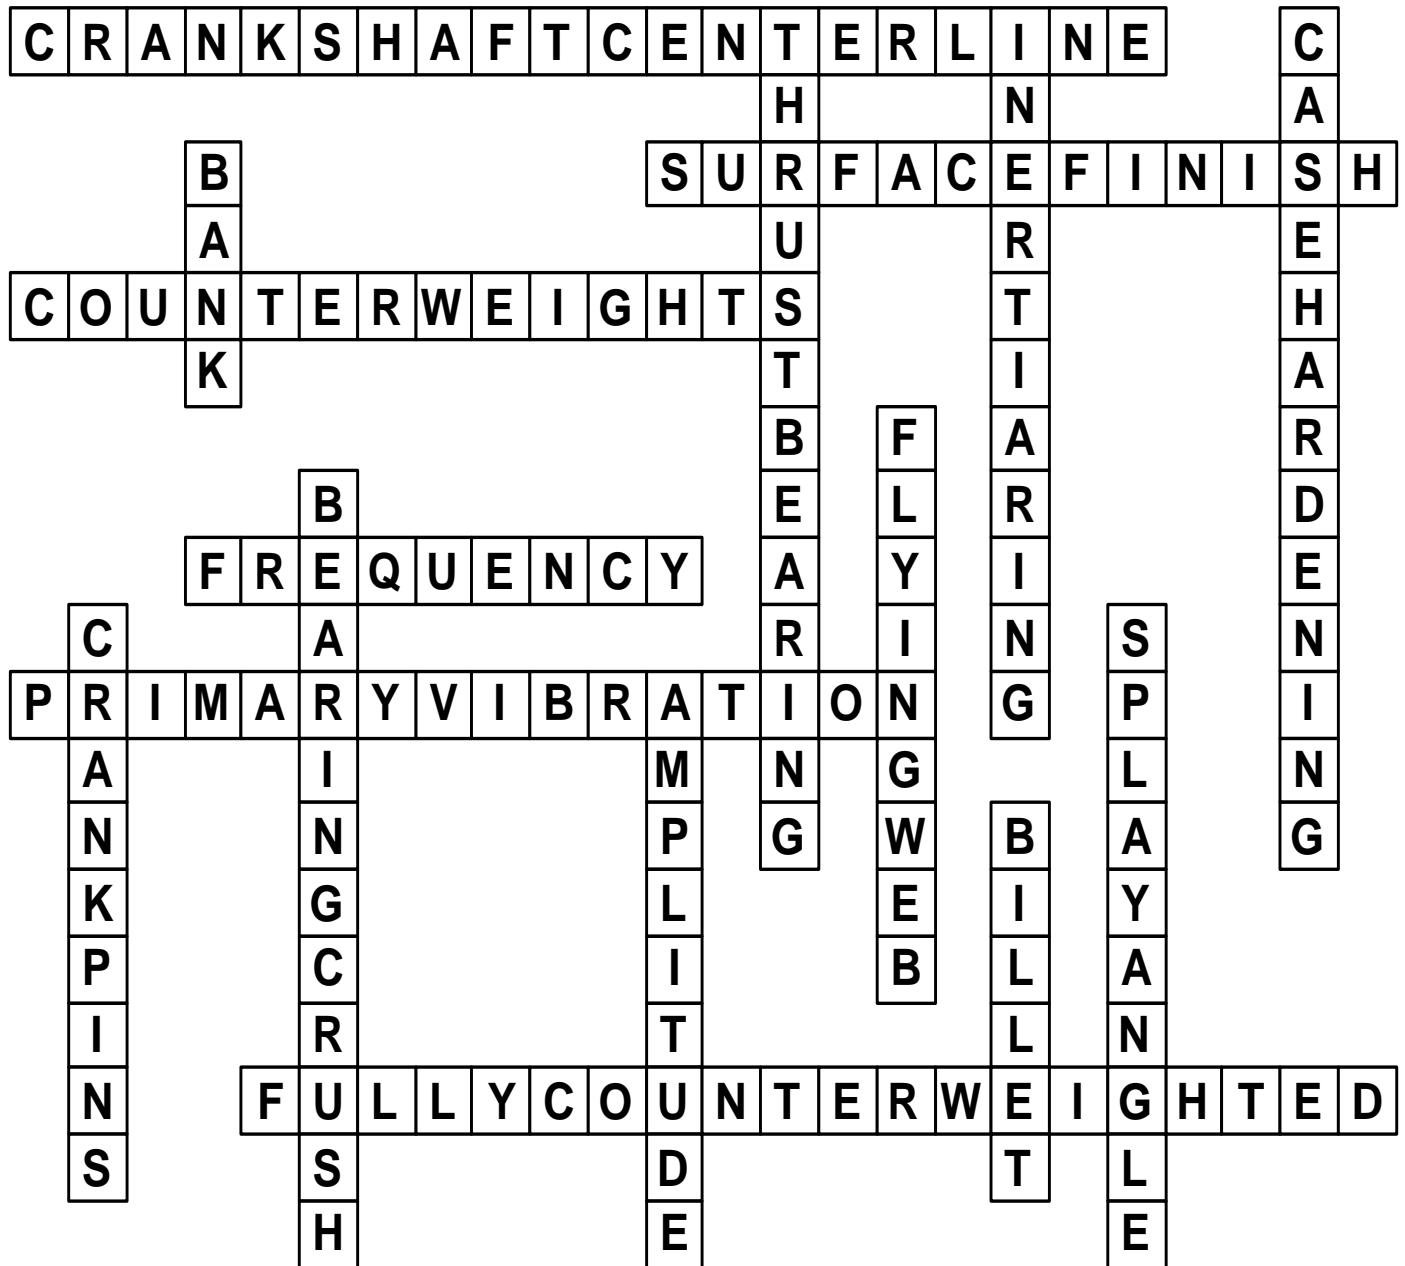 CRANKSHAFTCENTERLINE
THRUSTBEARING
INERTIARING
CASEHARDENING
BANK
SURFACEFINISH
COUNTERWEIGHTS
FLYINGWEB
BEARINGCRUSH
FREQUENCY
CRANKPINS
SPLAYANGLE
PRIMARYVIBRATION
AMPLITUDE
BILLET
FULLYCOUNTERWEIGHTED